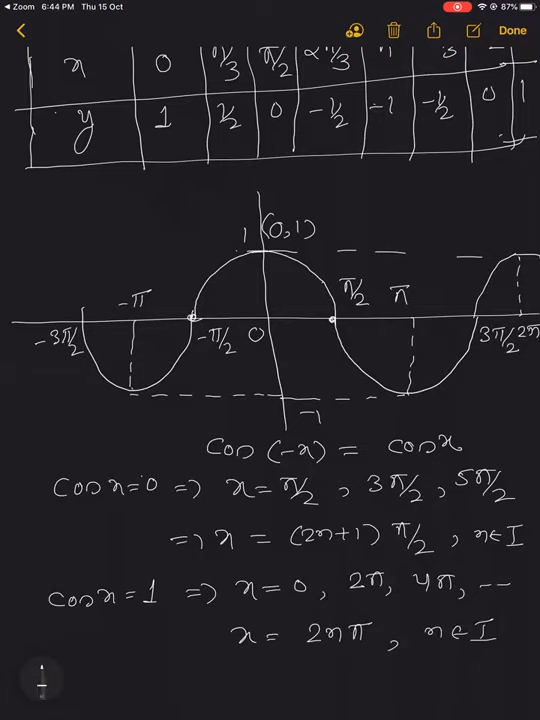 Zoom 6:44 PM Thu 15 Oct 87%
Done
x 0 π/3 π/2 2π/3
y 1 1/2 0 -1/2 -1 -1/2 0 1
1 (0,1)
-π π/2 π
-3π/2 -π/2 0 3π/2 2π
-1
cos (-x) = cos x
cos x=0 => x= π/2 , 3π/2 , 5π/2
=> x = (2n+1) π/2 , n∈I
cos x = 1 => x = 0 , 2π, 4π, --
x = 2nπ , n∈I